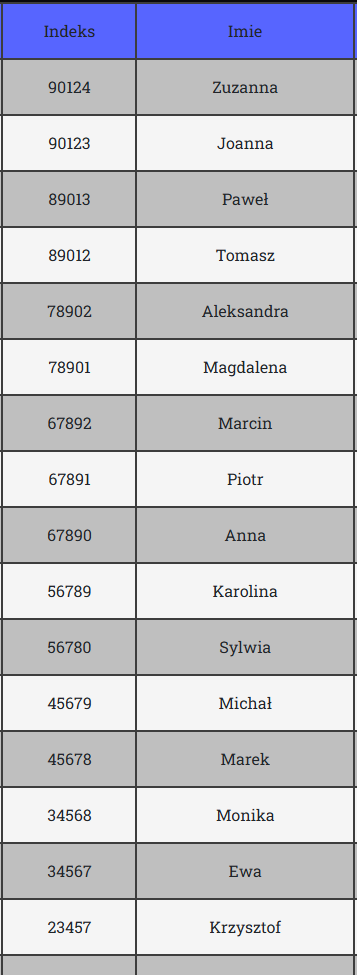 Indeks Imie
90124 Zuzanna
90123 Joanna
89013 Paweł
89012 Tomasz
78902 Aleksandra
78901 Magdalena
67892 Marcin
67891 Piotr
67890 Anna
56789 Karolina
56780 Sylwia
45679 Michał
45678 Marek
34568 Monika
34567 Ewa
23457 Krzysztof